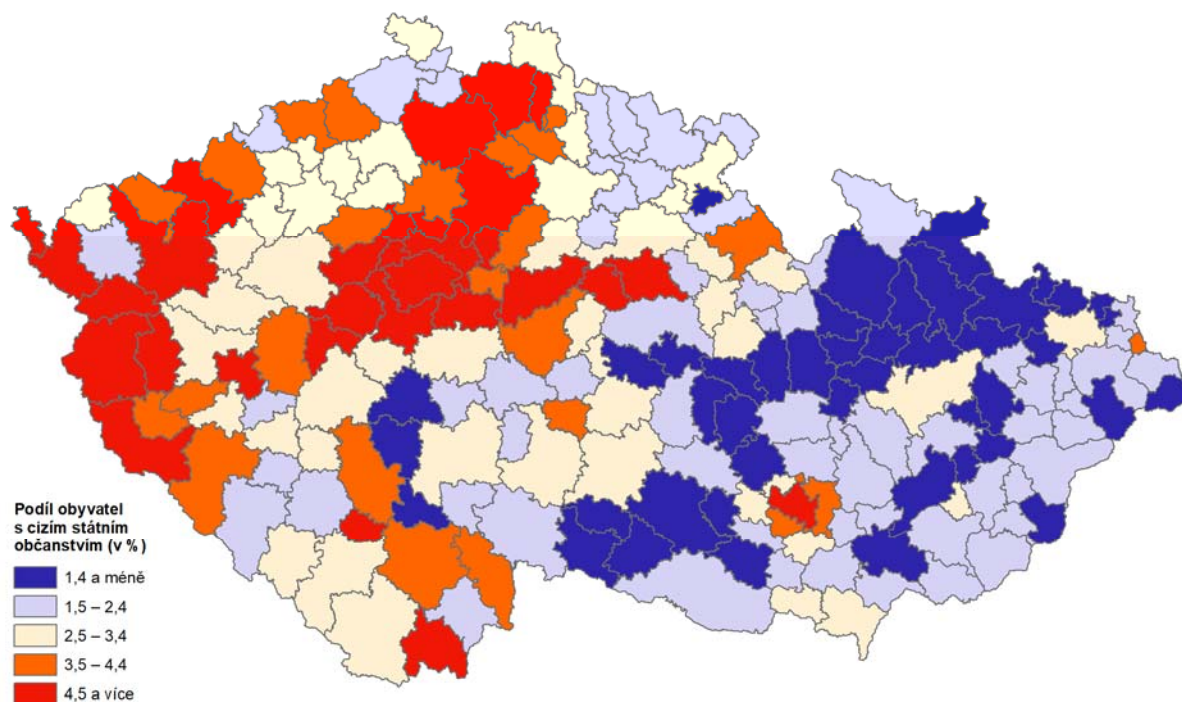 Podíl obyvatel
s cizím státním
občanstvím (v %)
1,4 a méně
1,5 – 2,4
2,5 – 3,4
3,5 – 4,4
4,5 a více